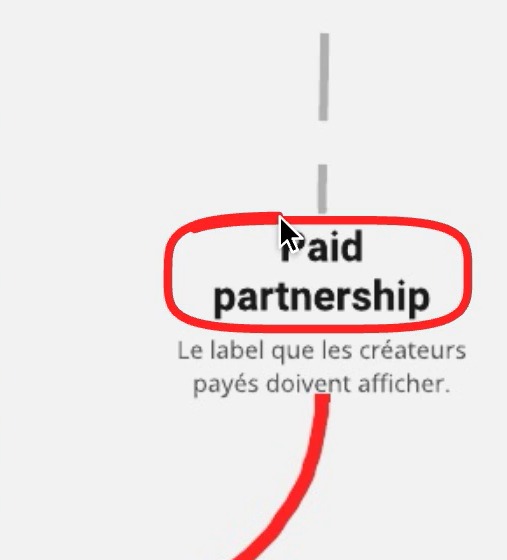 Paid
partnership
Le label que les créateurs
payés doivent afficher.